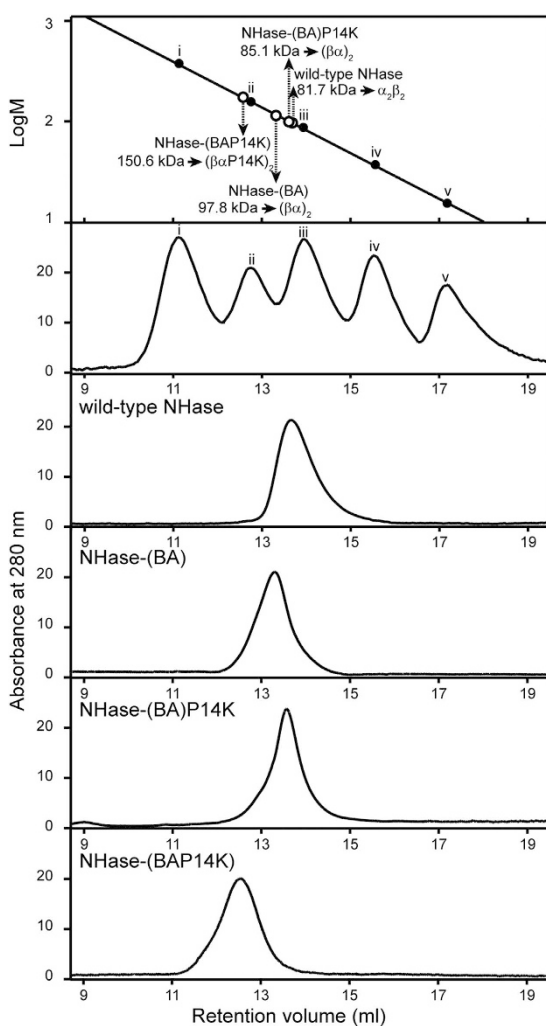 3
2
1
LogM
NHase-(BA)P14K
85.1 kDa➔(βα)₂
wild-type NHase
81.7 kDa➔α₂β₂
i
ii
iii
iv
v
NHase-(BAP14K)
150.6 kDa➔(βαP14K)₂
NHase-(BA)
97.8 kDa➔(βα)₂
i
ii
iii
iv
v
20
10
0
9 11 13 15 17 19
wild-type NHase
20
10
0
9 11 13 15 17 19
NHase-(BA)
20
10
0
9 11 13 15 17 19
NHase-(BA)P14K
20
10
0
9 11 13 15 17 19
NHase-(BAP14K)
20
10
0
9 11 13 15 17 19
Absorbance at 280 nm
Retention volume (ml)